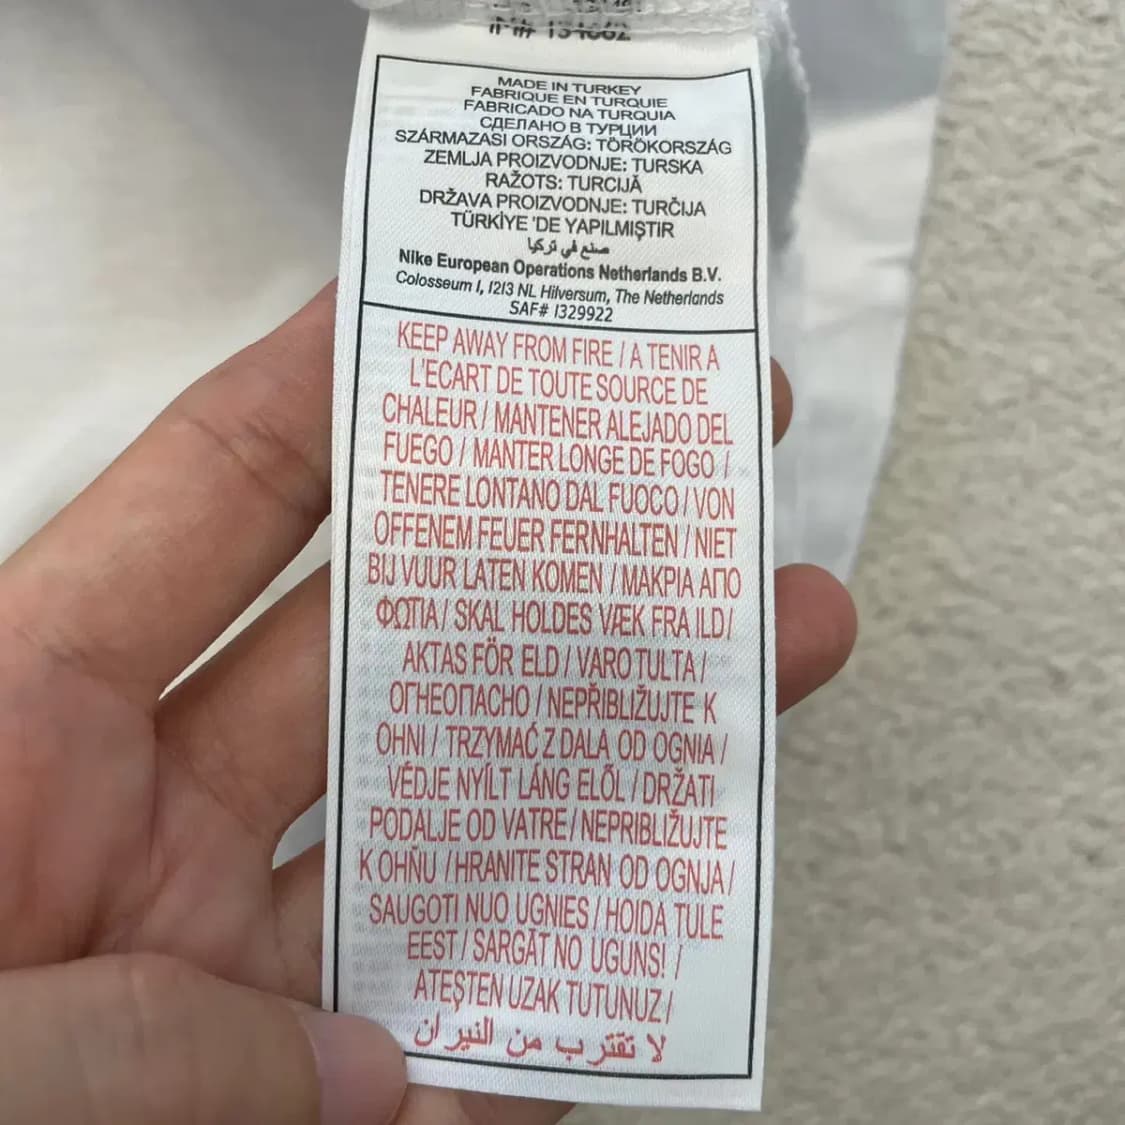 MADE IN TURKEY
FABRIQUE EN TURQUIE
FABRICADO NA TURQUIA
СДЕЛАНО В ТУРЦИИ
SZÁRMAZASI ORSZÁG: TÖRÖKORSZÁG
ZEMLJA PROIZVODNJE: TURSKA
RAŽOTS: TURCIJĀ
DRŽAVA PROIZVODNJE: TURČIJA
TÜRKİYE 'DE YAPILMIŞTIR
صنع في تركيا
Nike European Operations Netherlands B.V.
Colosseum 1, 1213 NL Hilversum, The Netherlands
SAF# 1329922
KEEP AWAY FROM FIRE / A TENIR A
L'ECART DE TOUTE SOURCE DE
CHALEUR / MANTENER ALEJADO DEL
FUEGO / MANTER LONGE DE FOGO /
TENERE LONTANO DAL FUOCO / VON
OFFENEM FEUER FERNHALTEN / NIET
BIJ VUUR LATEN KOMEN / ΜΑΚΡΙΑ ΑΠΟ
ΦΩΤΙΑ / SKAL HOLDES VÆK FRA ILD /
AKTAS FÖR ELD / VARO TULTA /
ОГНЕОПАСНО / NEPŘIBLIŽUJTE K
OHNI / TRZYMAĆ Z DALA OD OGNIA /
VÉDJE NYÍLT LÁNG ELŐL / DRŽATI
PODALJE OD VATRE / NEPRIBLIŽUJTE
K OHŇU / HRANITE STRAN OD OGNJA /
SAUGOTI NUO UGNIES / HOIDA TULE
EEST / SARGĀT NO UGUNS! /
ATEŞTEN UZAK TUTUNUZ /
لا تقترب من النيران